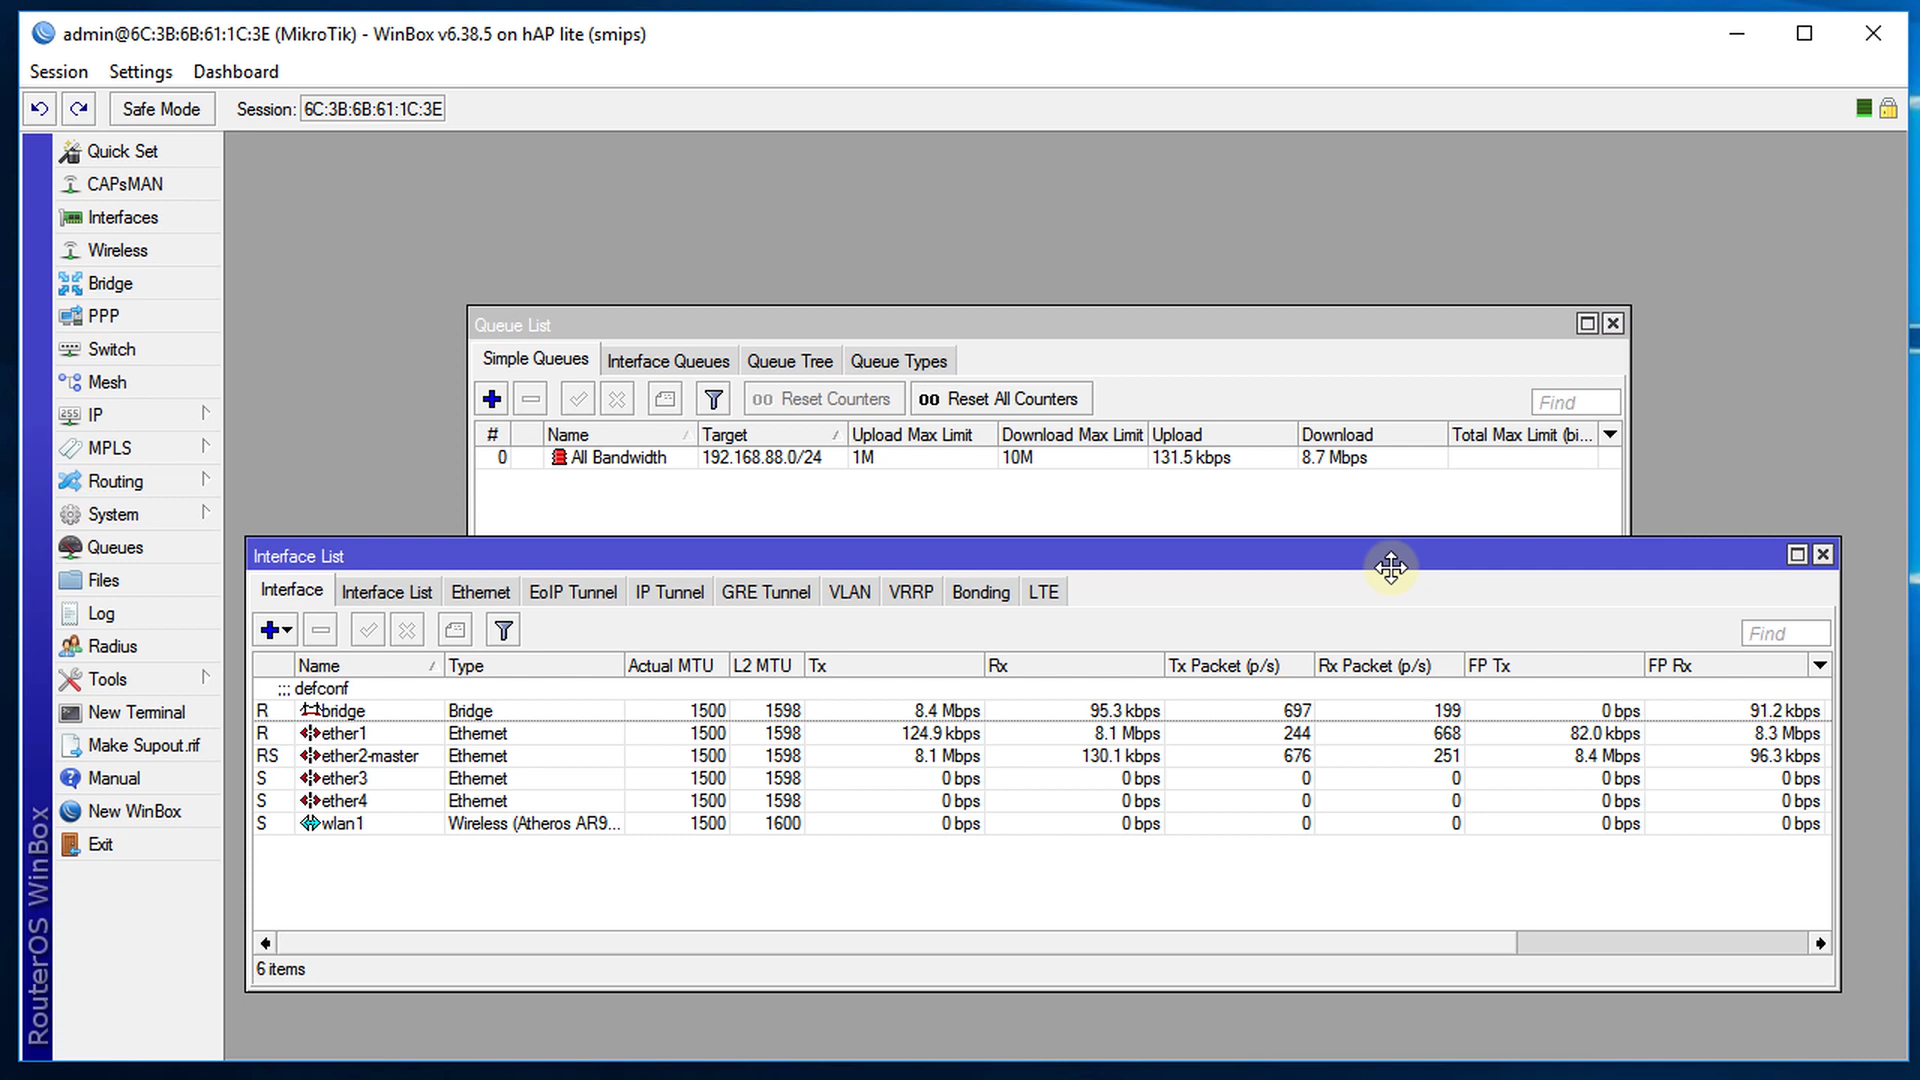 admin@6C:3B:6B:61:1C:3E (MikroTik) - WinBox v6.38.5 on hAP lite (smips)
Session Settings Dashboard
Safe Mode Session: 6C:3B:6B:61:1C:3E
Quick Set
CAPsMAN
Interfaces
Wireless
Bridge
PPP
Switch
Mesh
IP
MPLS
Routing
System
Queues
Files
Log
Radius
Tools
New Terminal
Make Supout.rif
Manual
New WinBox
Exit
RouterOS WinBox
Queue List
Simple Queues Interface Queues Queue Tree Queue Types
00 Reset Counters 00 Reset All Counters Find
# Name Target Upload Max Limit Download Max Limit Upload Download Total Max Limit (bi...
0 All Bandwidth 192.168.88.0/24 1M 10M 131.5 kbps 8.7 Mbps
Interface List
Interface Interface List Ethernet EoIP Tunnel IP Tunnel GRE Tunnel VLAN VRRP Bonding LTE
Find
Name Type Actual MTU L2 MTU Tx Rx Tx Packet (p/s) Rx Packet (p/s) FP Tx FP Rx
::: defconf
R bridge Bridge 1500 1598 8.4 Mbps 95.3 kbps 697 199 0 bps 91.2 kbps
R ether1 Ethernet 1500 1598 124.9 kbps 8.1 Mbps 244 668 82.0 kbps 8.3 Mbps
RS ether2-master Ethernet 1500 1598 8.1 Mbps 130.1 kbps 676 251 8.4 Mbps 96.3 kbps
S ether3 Ethernet 1500 1598 0 bps 0 bps 0 0 0 bps 0 bps
S ether4 Ethernet 1500 1598 0 bps 0 bps 0 0 0 bps 0 bps
S wlan1 Wireless (Atheros AR9... 1500 1600 0 bps 0 bps 0 0 0 bps 0 bps
6 items